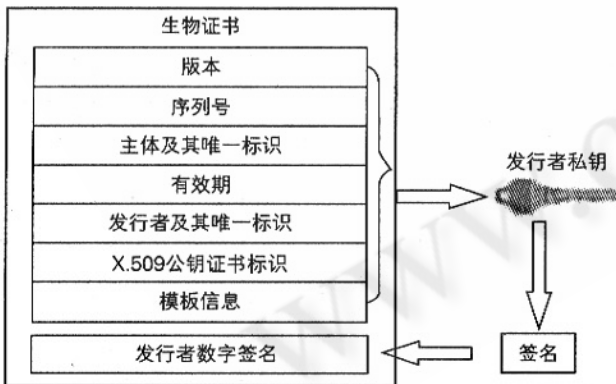 生物证书
版本
序列号
主体及其唯一标识
有效期
发行者及其唯一标识
X.509公钥证书标识
模板信息
发行者数字签名
发行者私钥
签名